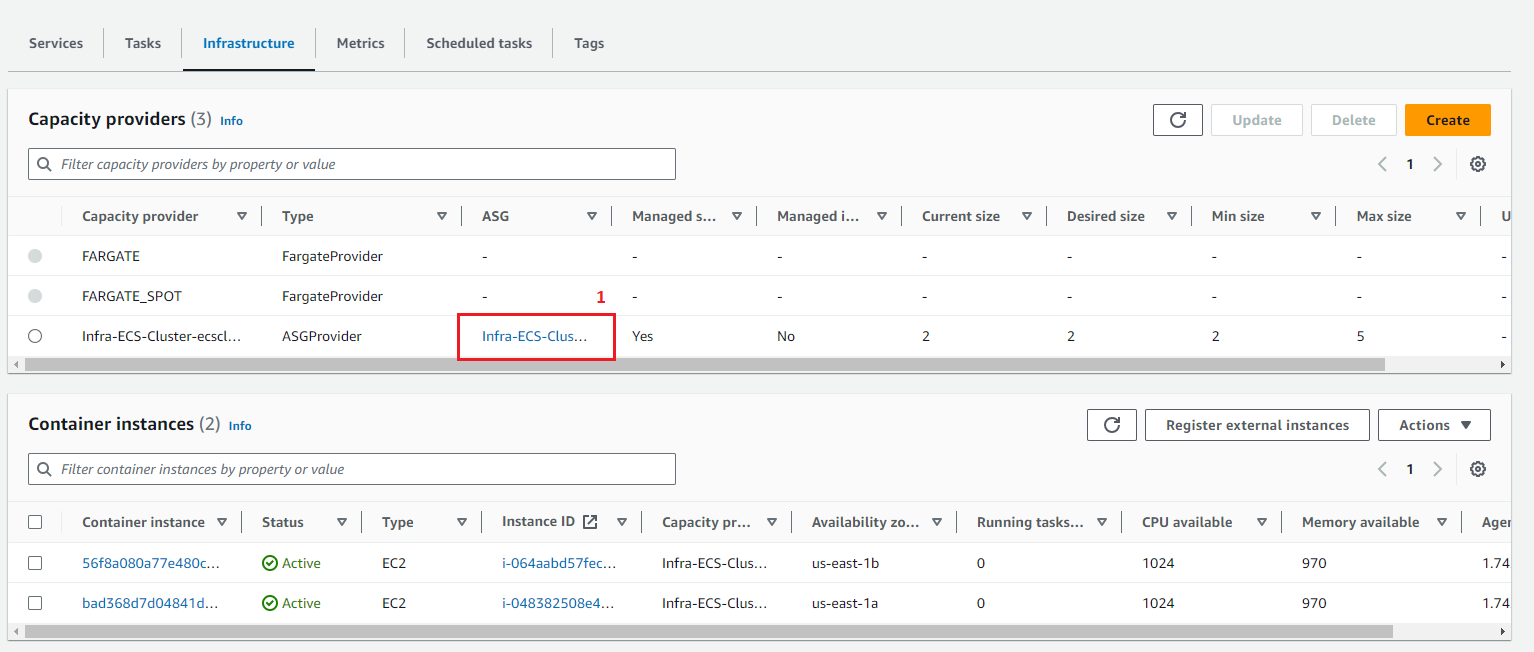 Services Tasks Infrastructure Metrics Scheduled tasks Tags
Capacity providers (3) Info
Update Delete Create
Filter capacity providers by property or value
1
Capacity provider Type ASG Managed s... Managed i... Current size Desired size Min size Max size U
FARGATE FargateProvider - - - - - - - -
FARGATE_SPOT FargateProvider - 1 - - - - - - -
Infra-ECS-Cluster-ecscl... ASGProvider Infra-ECS-Clus... Yes No 2 2 2 5 -
Container instances (2) Info
Register external instances Actions
Filter container instances by property or value
1
Container instance Status Type Instance ID Capacity pr... Availability zo... Running tasks... CPU available Memory available Agen
56f8a080a77e480c... Active EC2 i-064aabd57fec... Infra-ECS-Clus... us-east-1b 0 1024 970 1.74
bad368d7d04841d... Active EC2 i-048382508e4... Infra-ECS-Clus... us-east-1a 0 1024 970 1.74